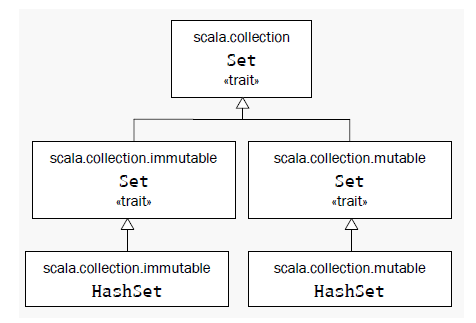 scala.collection
Set
«trait»
scala.collection.immutable
Set
«trait»
scala.collection.mutable
Set
«trait»
scala.collection.immutable
HashSet
scala.collection.mutable
HashSet